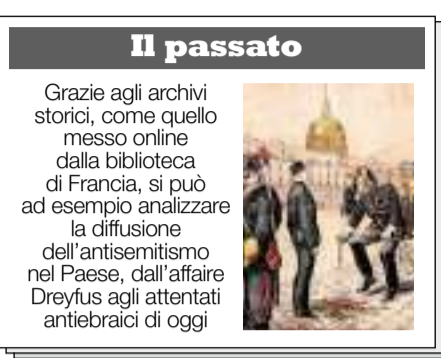 Il passato
Grazie agli archivi
storici, come quello
messo online
dalla biblioteca
di Francia, si può
ad esempio analizzare
la diffusione
dell'antisemitismo
nel Paese, dall'affaire
Dreyfus agli attentati
antiebraici di oggi